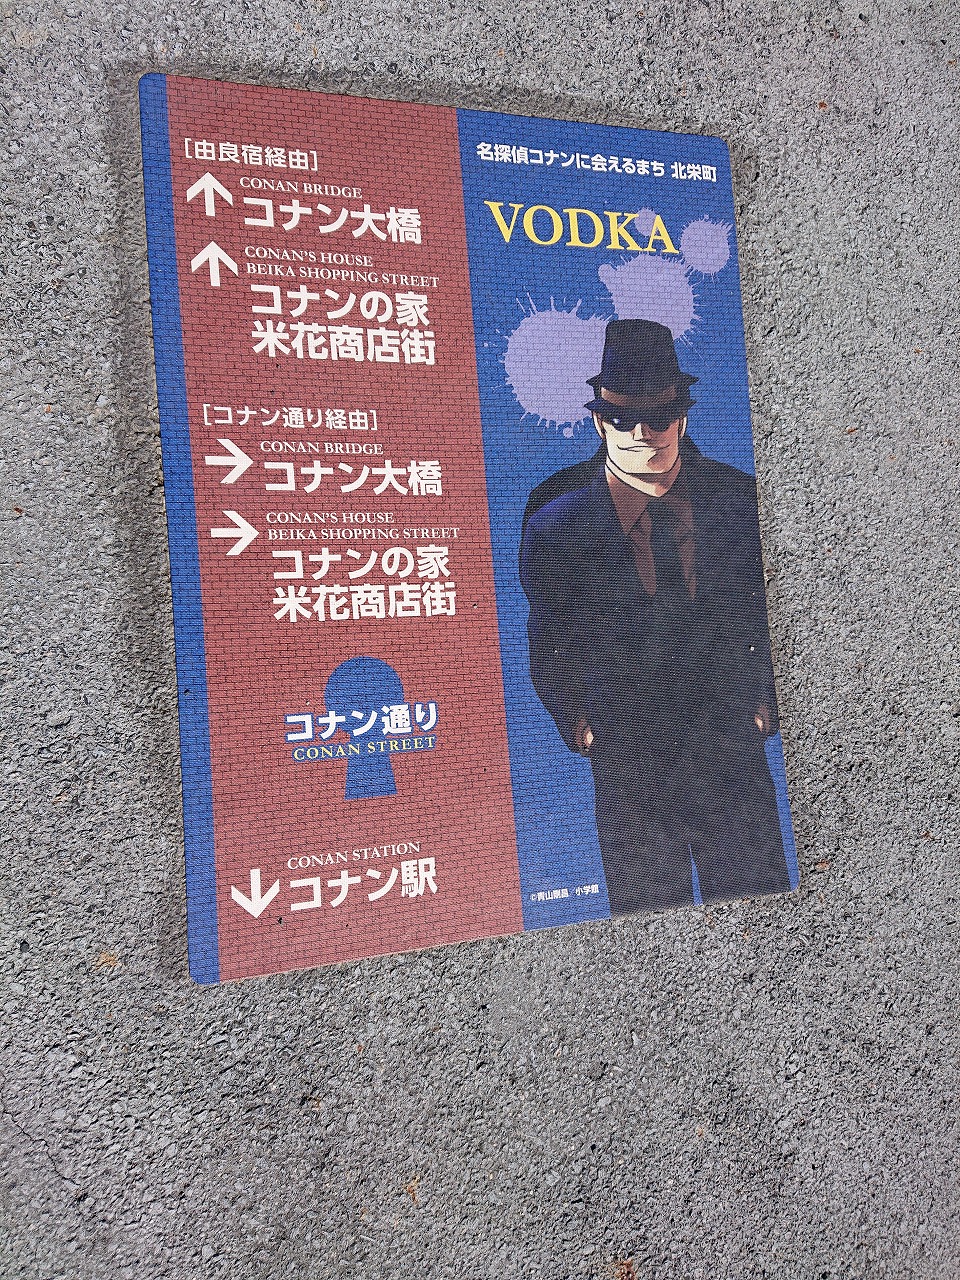 [由良宿経由]
CONAN BRIDGE
コナン大橋
CONAN'S HOUSE
BEIKA SHOPPING STREET
コナンの家
米花商店街
[コナン通り経由]
CONAN BRIDGE
コナン大橋
CONAN'S HOUSE
BEIKA SHOPPING STREET
コナンの家
米花商店街
コナン通り
CONAN STREET
CONAN STATION
コナン駅
名探偵コナンに会えるまち 北栄町
VODKA
©青山剛昌/小学館